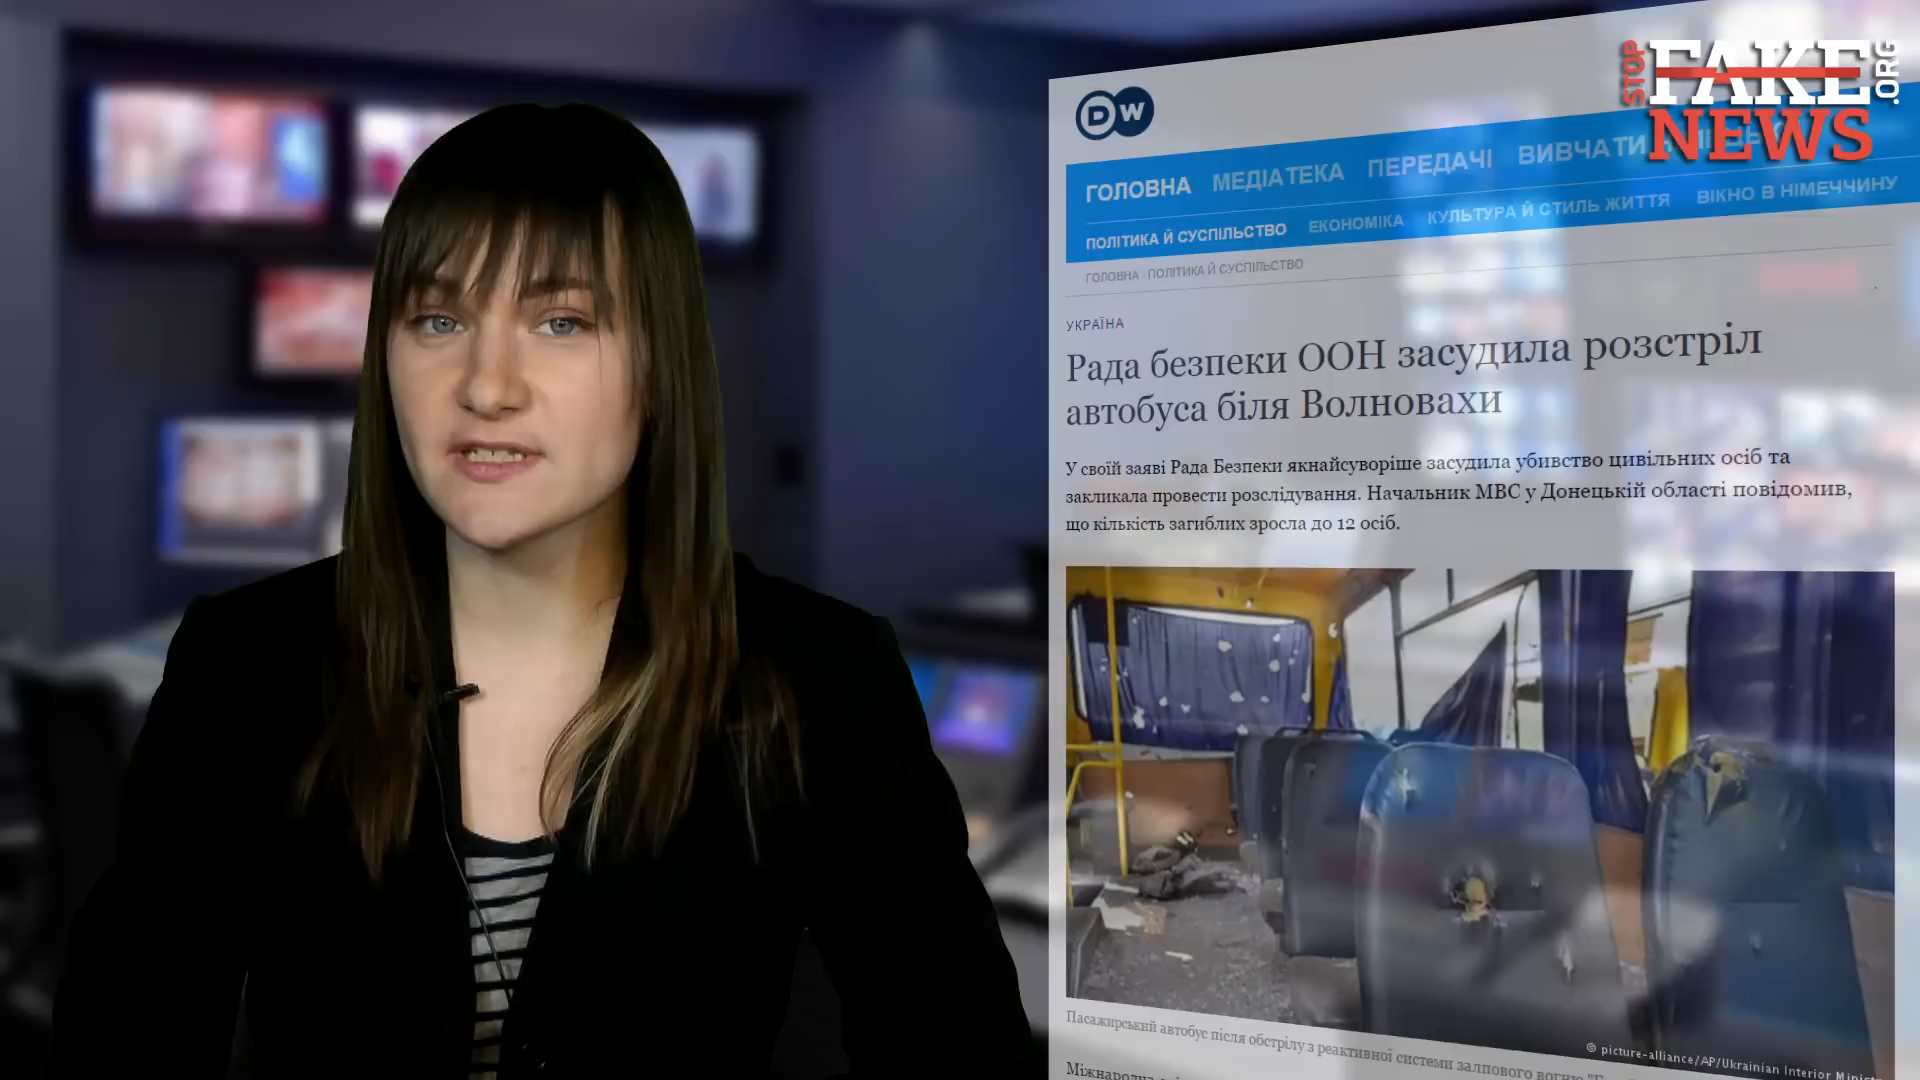 STOP FAKE .ORG
NEWS
DW
ГОЛОВНА МЕДІАТЕКА ПЕРЕДАЧІ ВИВЧАТИ
ПОЛІТИКА Й СУСПІЛЬСТВО ЕКОНОМІКА КУЛЬТУРА Й СТИЛЬ ЖИТТЯ ВІКНО В НІМЕЧЧИНУ
ГОЛОВНА ПОЛІТИКА Й СУСПІЛЬСТВО
УКРАЇНА
Рада безпеки ООН засудила розстріл
автобуса біля Волновахи
У своїй заяві Рада Безпеки якнайсуворіше засудила убивство цивільних осіб та
закликала провести розслідування. Начальник МВС у Донецькій області повідомив,
що кількість загиблих зросла до 12 осіб.
© picture-alliance/AP/Ukrainian Interior
Пасажирський автобус після обстрілу з реактивної системи залпового вогню